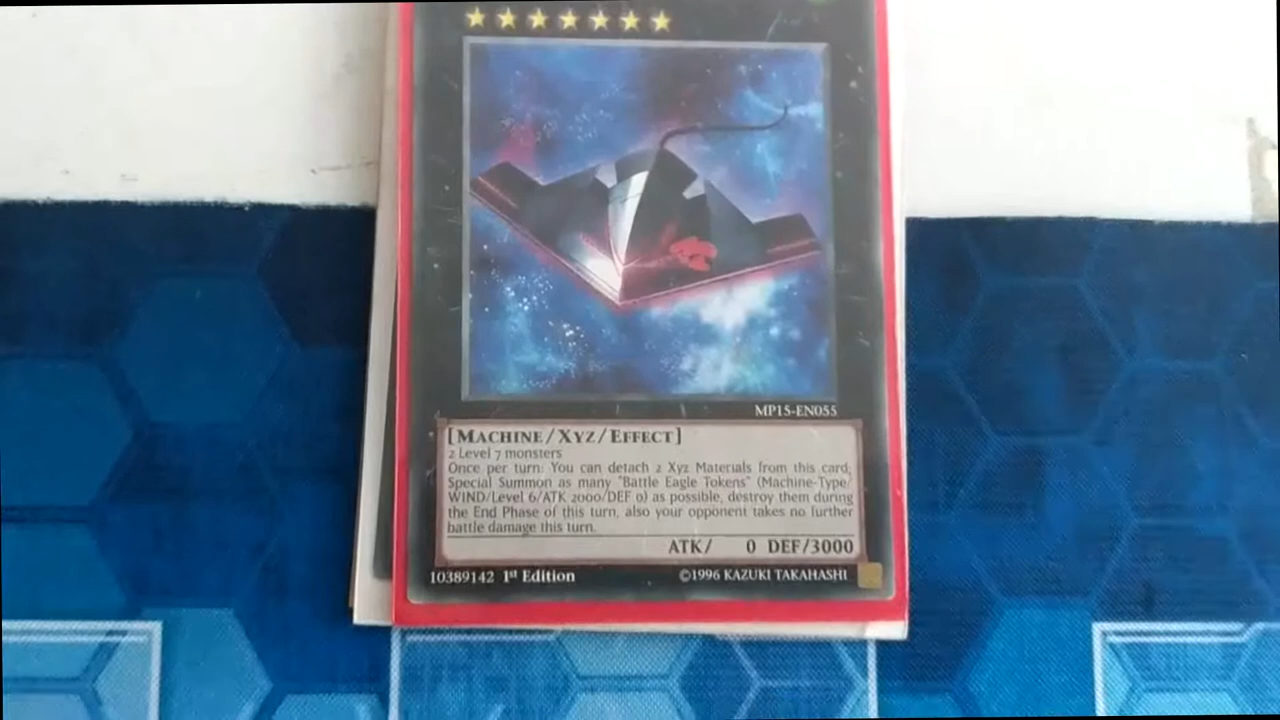 MP15-EN055
[MACHINE/XYZ/EFFECT]
2 Level 7 monsters
Once per turn: You can detach 2 Xyz Materials from this card;
Special Summon as many "Battle Eagle Tokens" (Machine-Type/
WIND/Level 6/ATK 2000/DEF 0) as possible, destroy them during
the End Phase of this turn, also your opponent takes no further
battle damage this turn.
ATK/ 0 DEF/3000
10389142 1st Edition ©1996 KAZUKI TAKAHASHI